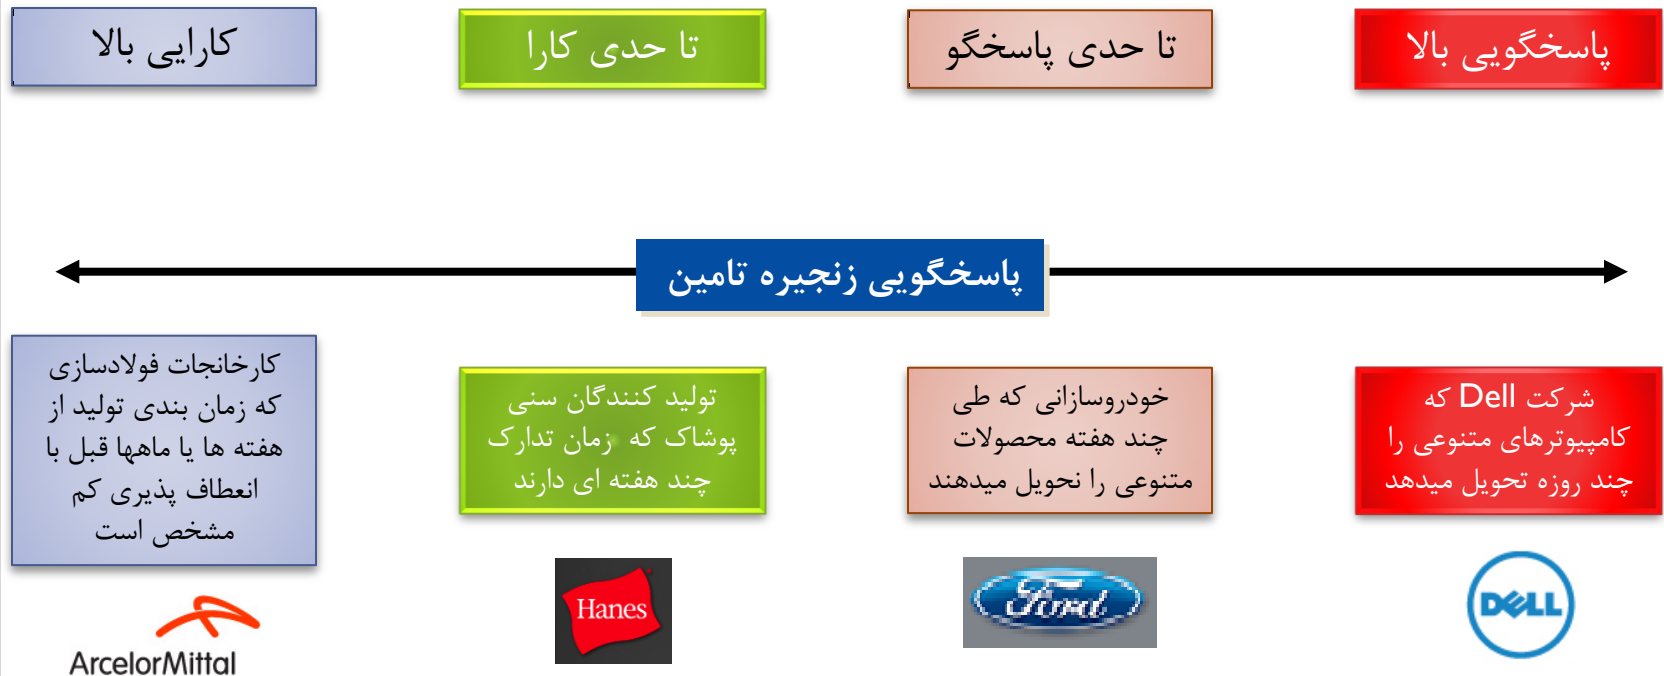 پاسخگویی بالا
تا حدی پاسخگو
تا حدی کارا
کارایی بالا
پاسخگویی زنجیره تامین
شرکت Dell که
کامپیوترهای متنوعی را
چند روزه تحویل میدهد
خودروسازانی که طی
چند هفته محصولات
متنوعی را نحویل میدهند
تولید کنندگان سنی
پوشاک که زمان تدارک
چند هفته ای دارند
کارخانجات فولادسازی
که زمان بندی تولید از
هفته ها یا ماهها قبل با
انعطاف پذیری کم
مشخص است
DELL
Ford
Hanes
ArcelorMittal